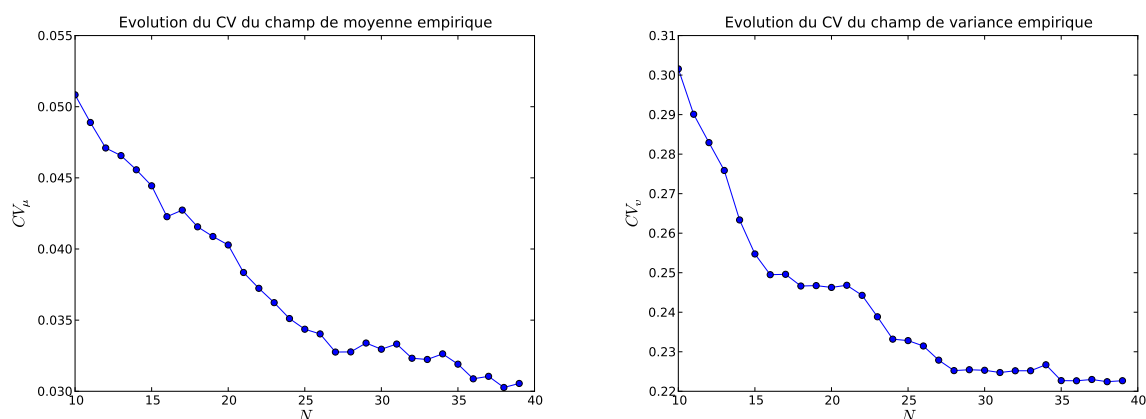 Evolution du CV du champ de moyenne empirique
0.055
0.050
0.045
0.040
0.035
0.030
CV_μ
10 15 20 25 30 35 40
N
Evolution du CV du champ de variance empirique
0.31
0.30
0.29
0.28
0.27
0.26
0.25
0.24
0.23
0.22
CV_v
10 15 20 25 30 35 40
N